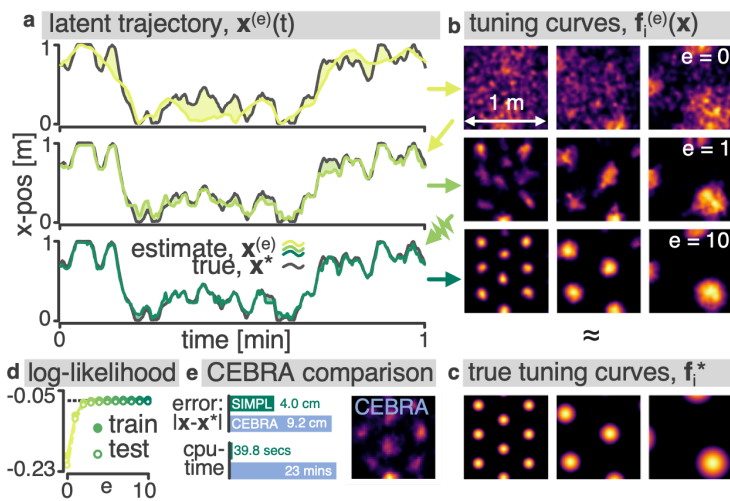 a latent trajectory, x⁽ᵉ⁾(t)
b tuning curves, fᵢ⁽ᵉ⁾(x)
1
0
x-pos [m]
1
0
1
0
estimate, x⁽ᵉ⁾
true, x*
0
time [min]
1
e = 0
1 m
e = 1
e = 10
≈
d log-likelihood
-0.05
-0.23
train
test
0
e
10
e CEBRA comparison
error:
|x-x*|
SIMPL 4.0 cm
CEBRA 9.2 cm
cpu-
time
39.8 secs
23 mins
CEBRA
c true tuning curves, fᵢ*